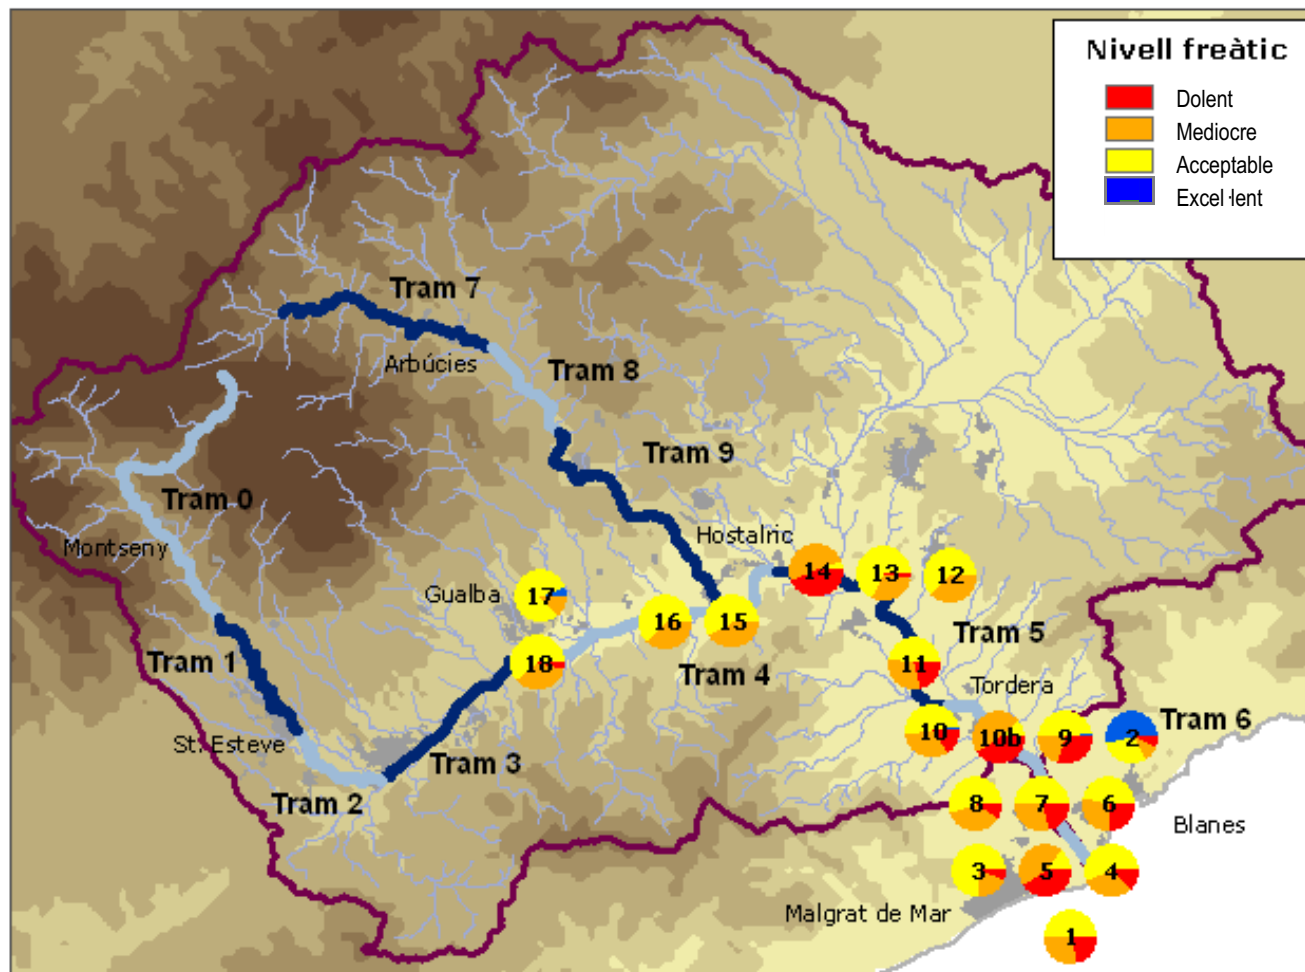 Nivell freàtic
Dolent
Mediocre
Acceptable
Excel·lent
Tram 7
Arbúcies
Tram 8
Tram 9
Tram 0
Montseny
Hostalric
Gualba
17
14
13
12
16
15
Tram 5
Tram 1
18
Tram 4
11
Tordera
St. Esteve
Tram 3
10
10b
9
2
Tram 6
Tram 2
8
7
6
Blanes
3
5
4
Malgrat de Mar
1